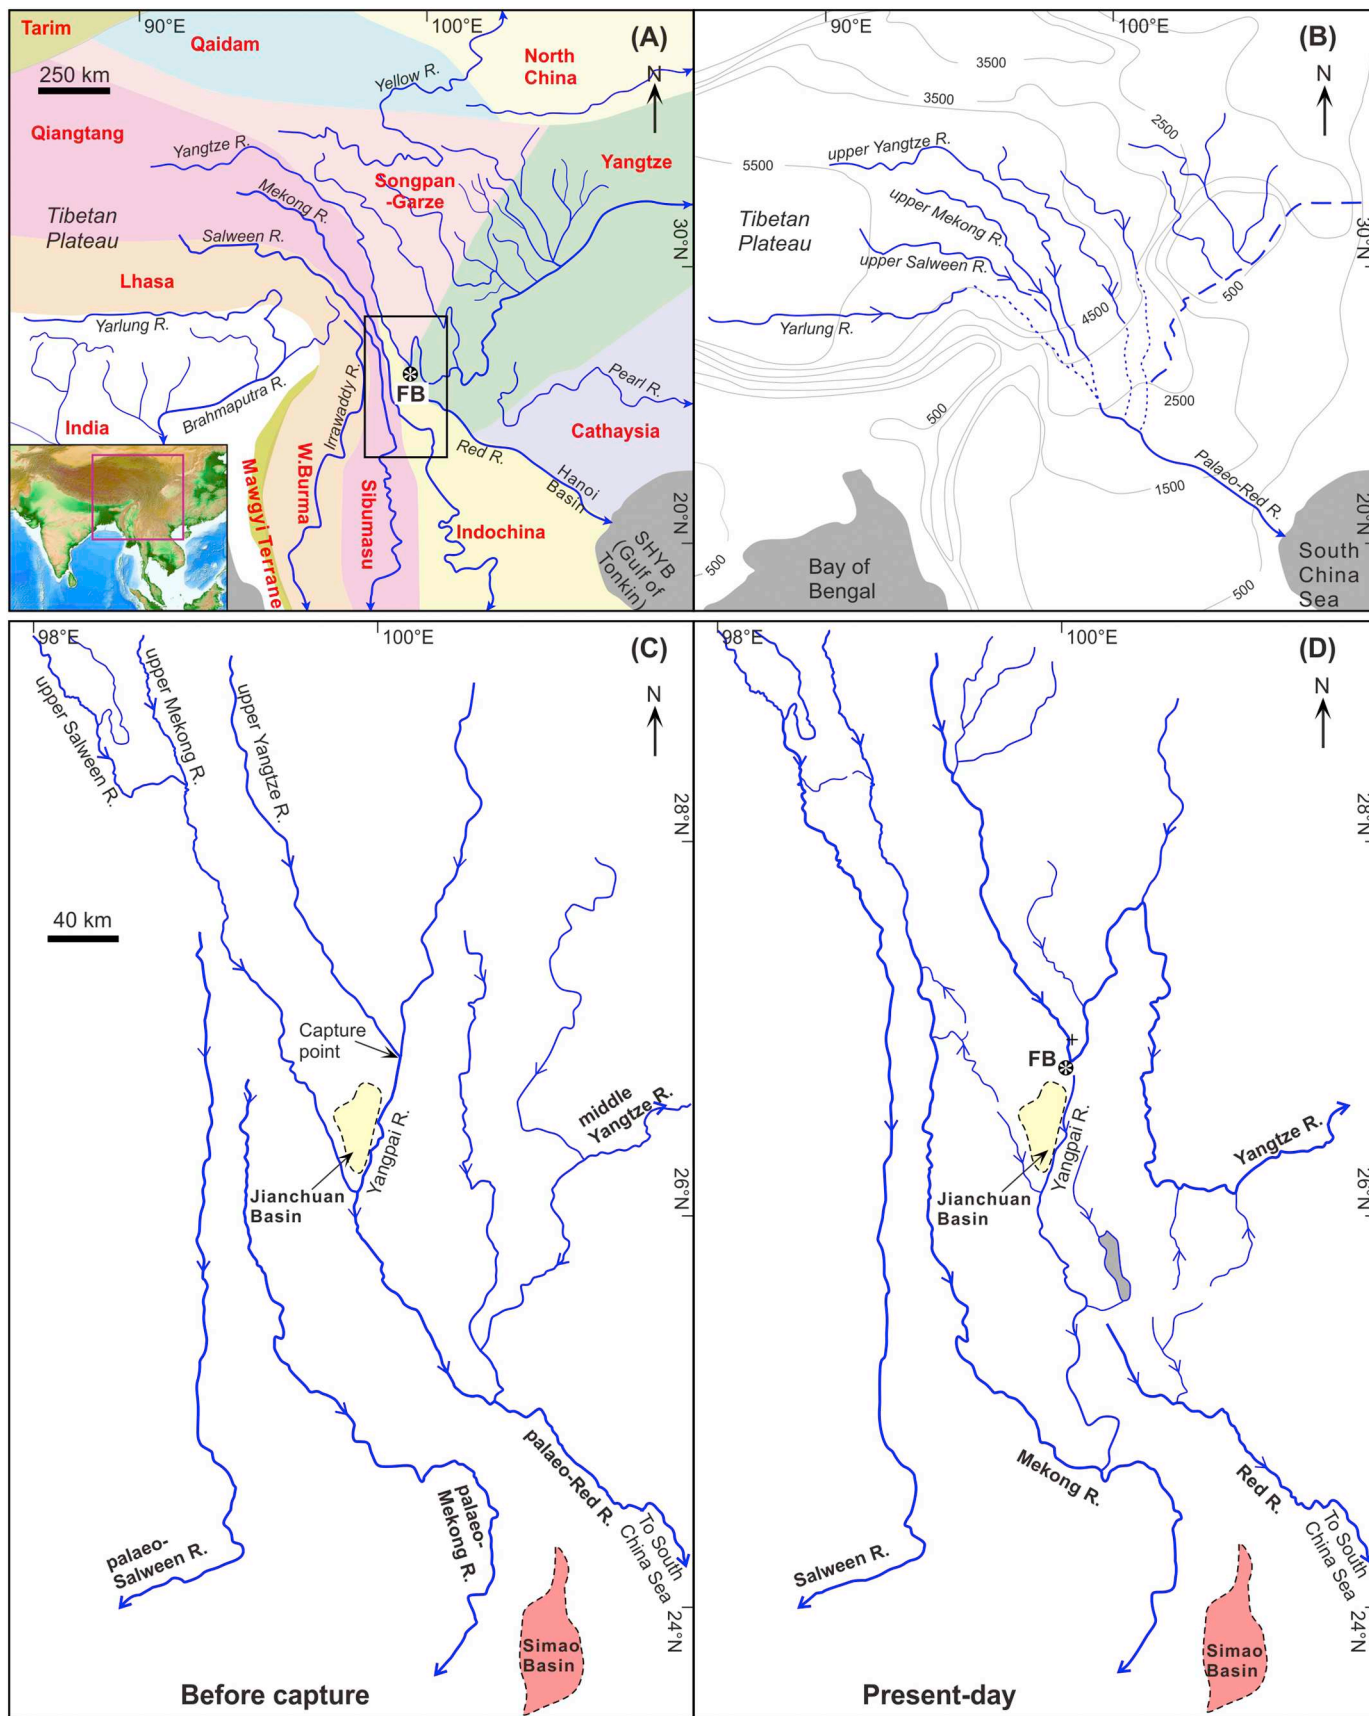 90°E
100°E
(A)
Tarim
Qaidam
North
China
N
250 km
Yellow R.
Qiangtang
Yangtze R.
Yangtze
Songpan
-Garze
Mekong R.
Tibetan
Plateau
Salween R.
30°N
Lhasa
Yarlung R.
Irrawaddy R.
FB
Pearl R.
Brahmaputra R.
India
Red R.
Cathaysia
Hanoi
Basin
Mawgyi Terrane
W.Burma
Sibumasu
Indochina
20°N
SHYB
(Gulf of
Tonkin)
90°E
100°E
(B)
3500
N
3500
2500
upper Yangtze R.
5500
upper Mekong R.
Tibetan
Plateau
30°N
upper Salween R.
500
4500
Yarlung R.
2500
500
Palaeo-Red R.
1500
20°N
South
China
Sea
Bay of
Bengal
500
500
98°E
100°E
(C)
N
upper Salween R.
upper Mekong R.
upper Yangtze R.
28°N
40 km
Capture
point
middle
Yangtze R.
Yangpai R.
Jianchuan
Basin
26°N
palaeo-Red R.
palaeo-
Mekong R.
To South
China Sea
palaeo-
Salween R.
24°N
Simao
Basin
Before capture
98°E
100°E
(D)
N
28°N
FB
Yangtze R.
Yangpai R.
Jianchuan
Basin
26°N
Mekong R.
Red R.
To South
China Sea
Salween R.
24°N
Simao
Basin
Present-day